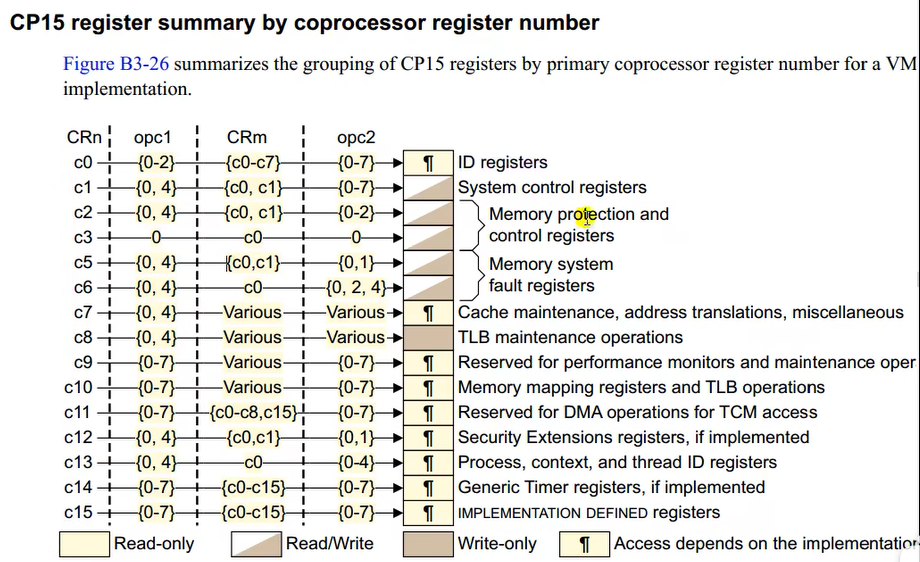 CP15 register summary by coprocessor register number
Figure B3-26 summarizes the grouping of CP15 registers by primary coprocessor register number for a VM
implementation.
CRn opc1 CRm opc2
c0 {0-2} {c0-c7} {0-7} ¶ ID registers
c1 {0, 4} {c0, c1} {0-7} System control registers
c2 {0, 4} {c0, c1} {0-2} Memory protection and
c3 0 c0 0 control registers
c5 {0, 4} {c0,c1} {0,1} Memory system
c6 {0, 4} c0 {0, 2, 4} fault registers
c7 {0, 4} Various Various ¶ Cache maintenance, address translations, miscellaneous
c8 {0, 4} Various Various TLB maintenance operations
c9 {0-7} Various {0-7} ¶ Reserved for performance monitors and maintenance oper
c10 {0-7} Various {0-7} ¶ Memory mapping registers and TLB operations
c11 {0-7} {c0-c8,c15} {0-7} ¶ Reserved for DMA operations for TCM access
c12 {0, 4} {c0,c1} {0,1} ¶ Security Extensions registers, if implemented
c13 {0, 4} c0 {0-4} ¶ Process, context, and thread ID registers
c14 {0-7} {c0-c15} {0-7} ¶ Generic Timer registers, if implemented
c15 {0-7} {c0-c15} {0-7} ¶ IMPLEMENTATION DEFINED registers
Read-only Read/Write Write-only ¶ Access depends on the implementatio